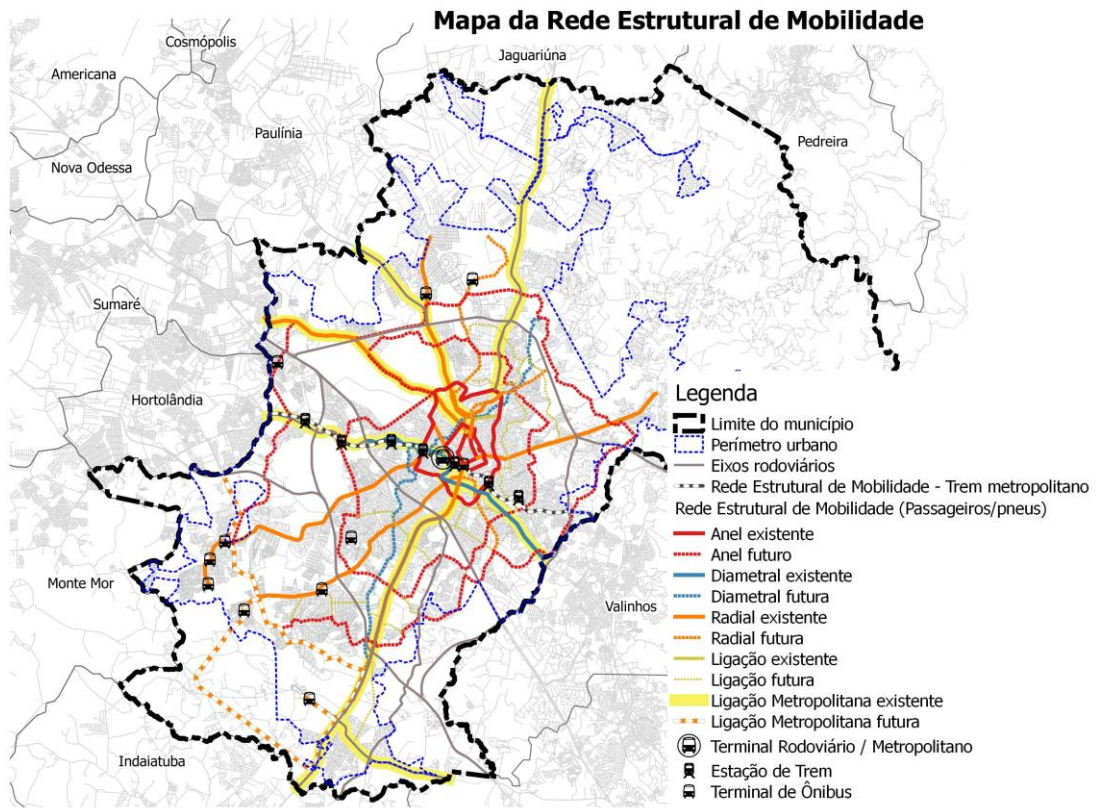 Mapa da Rede Estrutural de Mobilidade
Cosmópolis
Jaguariúna
Americana
Paulínia
Pedreira
Nova Odessa
Sumaré
Hortolândia
Monte Mor
Valinhos
Indaiatuba
Legenda
Limite do município
Perímetro urbano
Eixos rodoviários
Rede Estrutural de Mobilidade - Trem metropolitano
Rede Estrutural de Mobilidade (Passageiros/pneus)
Anel existente
Anel futuro
Diametral existente
Diametral futura
Radial existente
Radial futura
Ligação existente
Ligação futura
Ligação Metropolitana existente
Ligação Metropolitana futura
Terminal Rodoviário / Metropolitano
Estação de Trem
Terminal de Ônibus